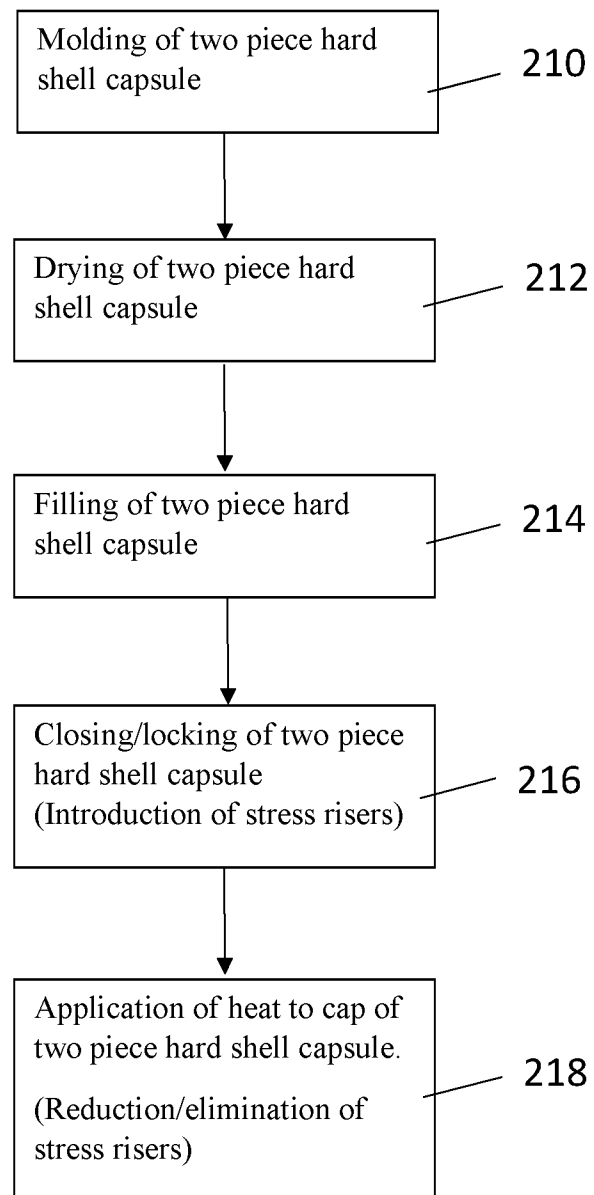 Molding of two piece hard
shell capsule
210
Drying of two piece hard
shell capsule
212
Filling of two piece hard
shell capsule
214
Closing/locking of two piece
hard shell capsule
(Introduction of stress risers)
216
Application of heat to cap of
two piece hard shell capsule.
(Reduction/elimination of
stress risers)
218